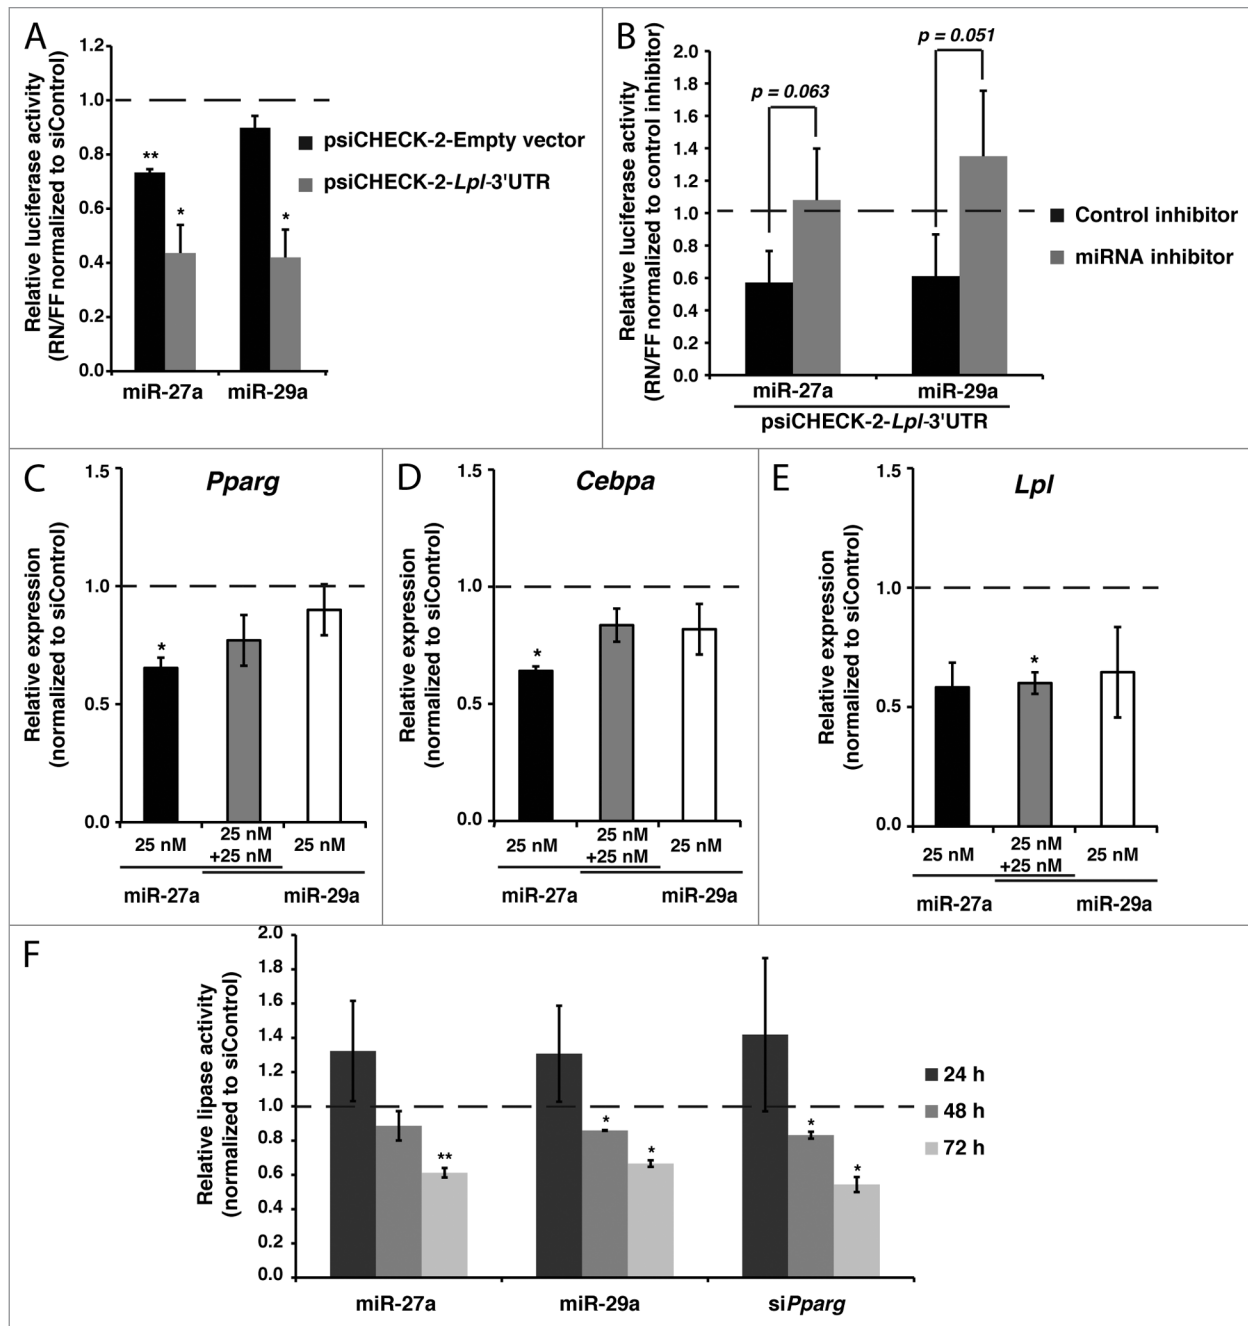 A
Relative luciferase activity
(RN/FF normalized to siControl)
1.2
1.0
0.8
0.6
0.4
0.2
0.0
**
*
*
miR-27a
miR-29a
psiCHECK-2-Empty vector
psiCHECK-2-Lpl-3'UTR
B
Relative luciferase activity
(RN/FF normalized to control inhibitor)
2.0
1.8
1.6
1.4
1.2
1.0
0.8
0.6
0.4
0.2
0.0
p = 0.063
p = 0.051
miR-27a
miR-29a
psiCHECK-2-Lpl-3'UTR
Control inhibitor
miRNA inhibitor
C
Pparg
Relative expression
(normalized to siControl)
1.5
1.0
0.5
0.0
*
25 nM
25 nM
+25 nM
25 nM
miR-27a
miR-29a
D
Cebpa
Relative expression
(normalized to siControl)
1.5
1.0
0.5
0.0
*
25 nM
25 nM
+25 nM
25 nM
miR-27a
miR-29a
E
Lpl
Relative expression
(normalized to siControl)
1.5
1.0
0.5
0.0
*
25 nM
25 nM
+25 nM
25 nM
miR-27a
miR-29a
F
Relative lipase activity
(normalized to siControl)
2.0
1.8
1.6
1.4
1.2
1.0
0.8
0.6
0.4
0.2
0.0
**
*
*
*
*
miR-27a
miR-29a
siPparg
24 h
48 h
72 h